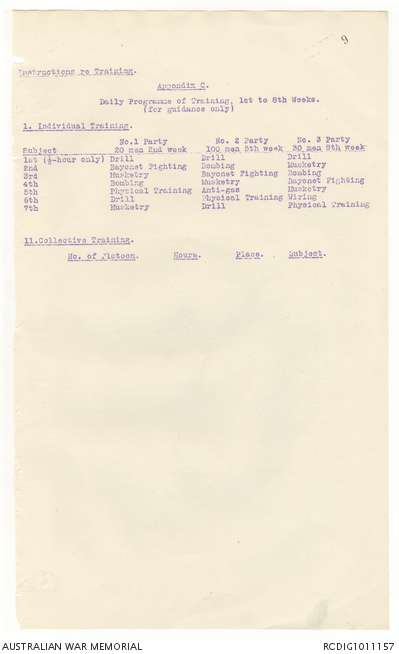 9
Instructions re Training.
Appendix C.
Daily Programme of Training, 1st to 8th Weeks.
(for guidance only)
1. Individual Training.
No.1 Party No. 2 Party No. 3 Party
Subject 20 men 2nd week 100 men 5th week 30 men 8th week
1st (½-hour only) Drill Drill Drill
2nd Bayonet Fighting Bombing Musketry
3rd Musketry Bayonet Fighting Bombing
4th Bombing Musketry Bayonet Fighting
5th Physical Training Anti-gas Musketry
6th Drill Physical Training Wiring
7th Musketry Drill Physical Training
11.Collective Training.
No. of Platoon. Hours. Place. Subject.
AUSTRALIAN WAR MEMORIAL RCDIG1011157